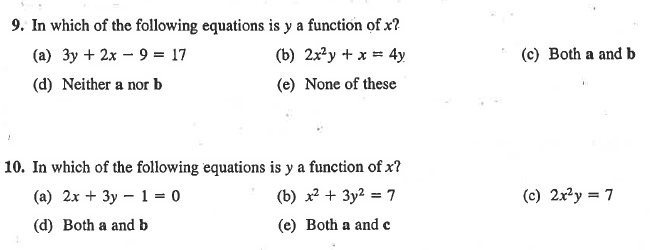 9. In which of the following equations is y a function of x?
(a) 3y + 2x − 9 = 17 (b) 2x²y + x = 4y (c) Both a and b
(d) Neither a nor b (e) None of these
10. In which of the following equations is y a function of x?
(a) 2x + 3y − 1 = 0 (b) x² + 3y² = 7 (c) 2x²y = 7
(d) Both a and b (e) Both a and c